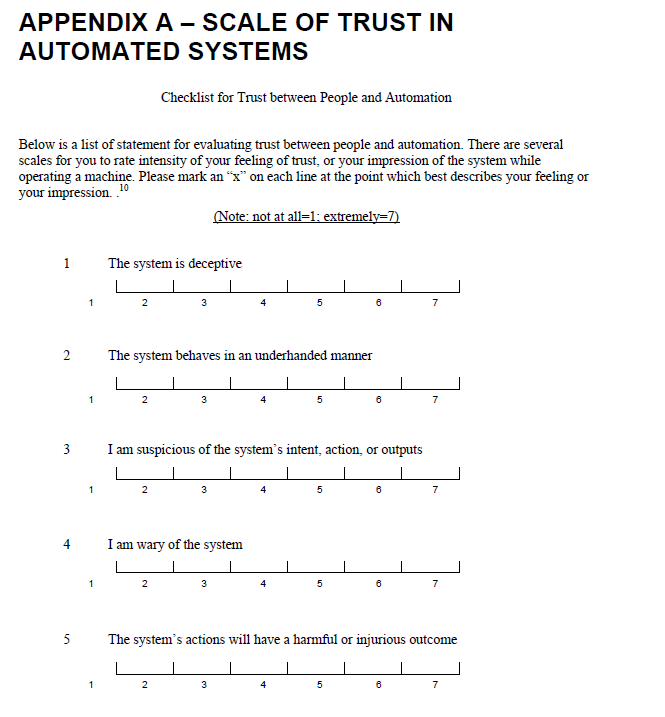 APPENDIX A – SCALE OF TRUST IN
AUTOMATED SYSTEMS
Checklist for Trust between People and Automation
Below is a list of statement for evaluating trust between people and automation. There are several
scales for you to rate intensity of your feeling of trust, or your impression of the system while
operating a machine. Please mark an “x” on each line at the point which best describes your feeling or
your impression. .10
(Note: not at all=1; extremely=7)
1 The system is deceptive
1 2 3 4 5 6 7
2 The system behaves in an underhanded manner
1 2 3 4 5 6 7
3 I am suspicious of the system’s intent, action, or outputs
1 2 3 4 5 6 7
4 I am wary of the system
1 2 3 4 5 6 7
5 The system’s actions will have a harmful or injurious outcome
1 2 3 4 5 6 7